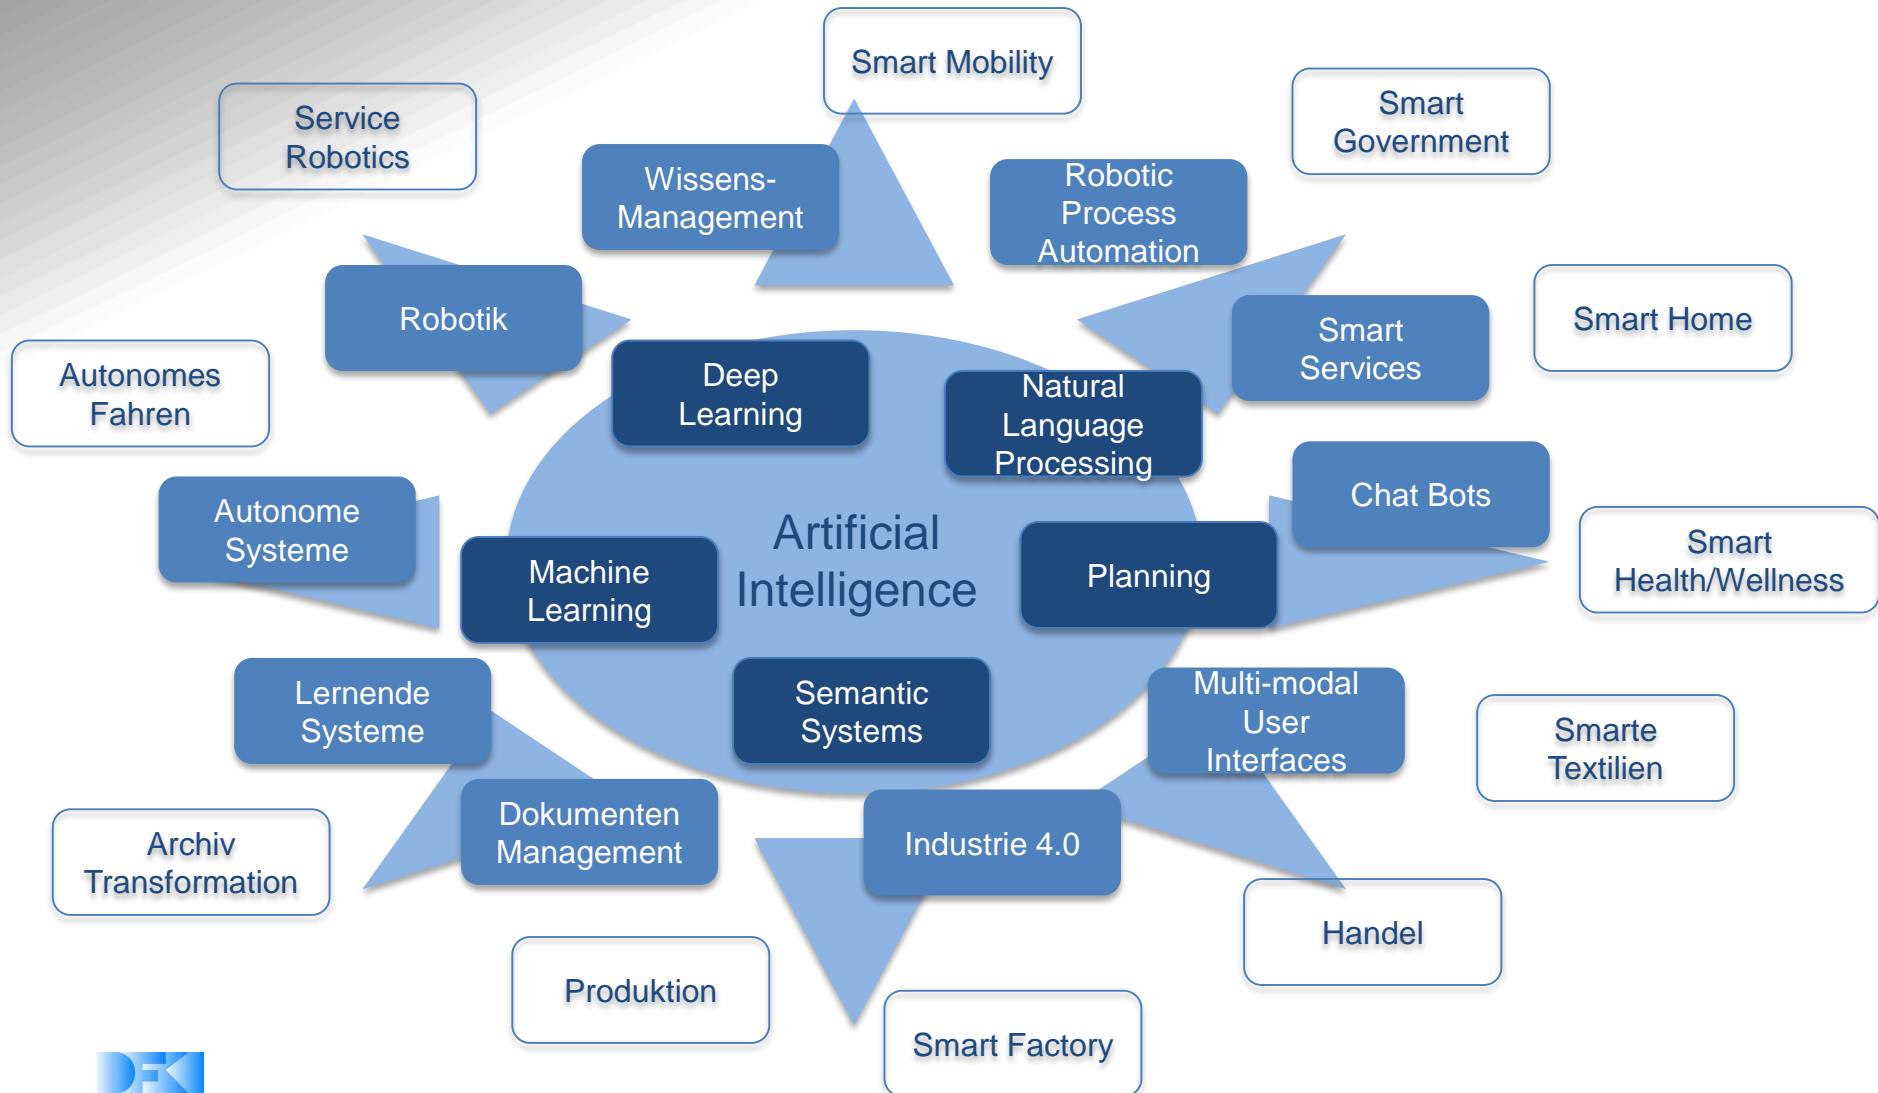 Smart Mobility
Smart
Government
Service
Robotics
Wissens-
Management
Robotic
Process
Automation
Robotik
Smart
Services
Smart Home
Autonomes
Fahren
Deep
Learning
Natural
Language
Processing
Chat Bots
Autonome
Systeme
Artificial
Intelligence
Machine
Learning
Planning
Smart
Health/Wellness
Lernende
Systeme
Semantic
Systems
Multi-modal
User
Interfaces
Smarte
Textilien
Dokumenten
Management
Industrie 4.0
Archiv
Transformation
Handel
Produktion
Smart Factory
DFK